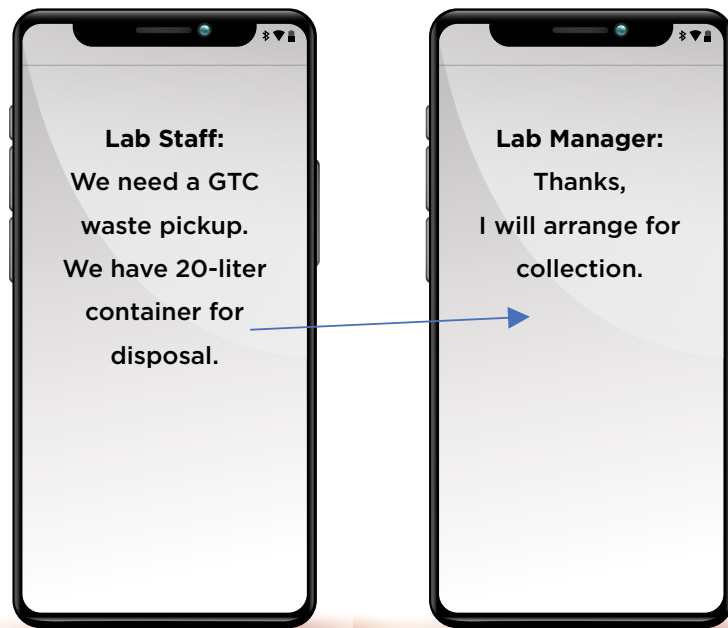 Lab Staff:
We need a GTC
waste pickup.
We have 20-liter
container for
disposal.
Lab Manager:
Thanks,
I will arrange for
collection.